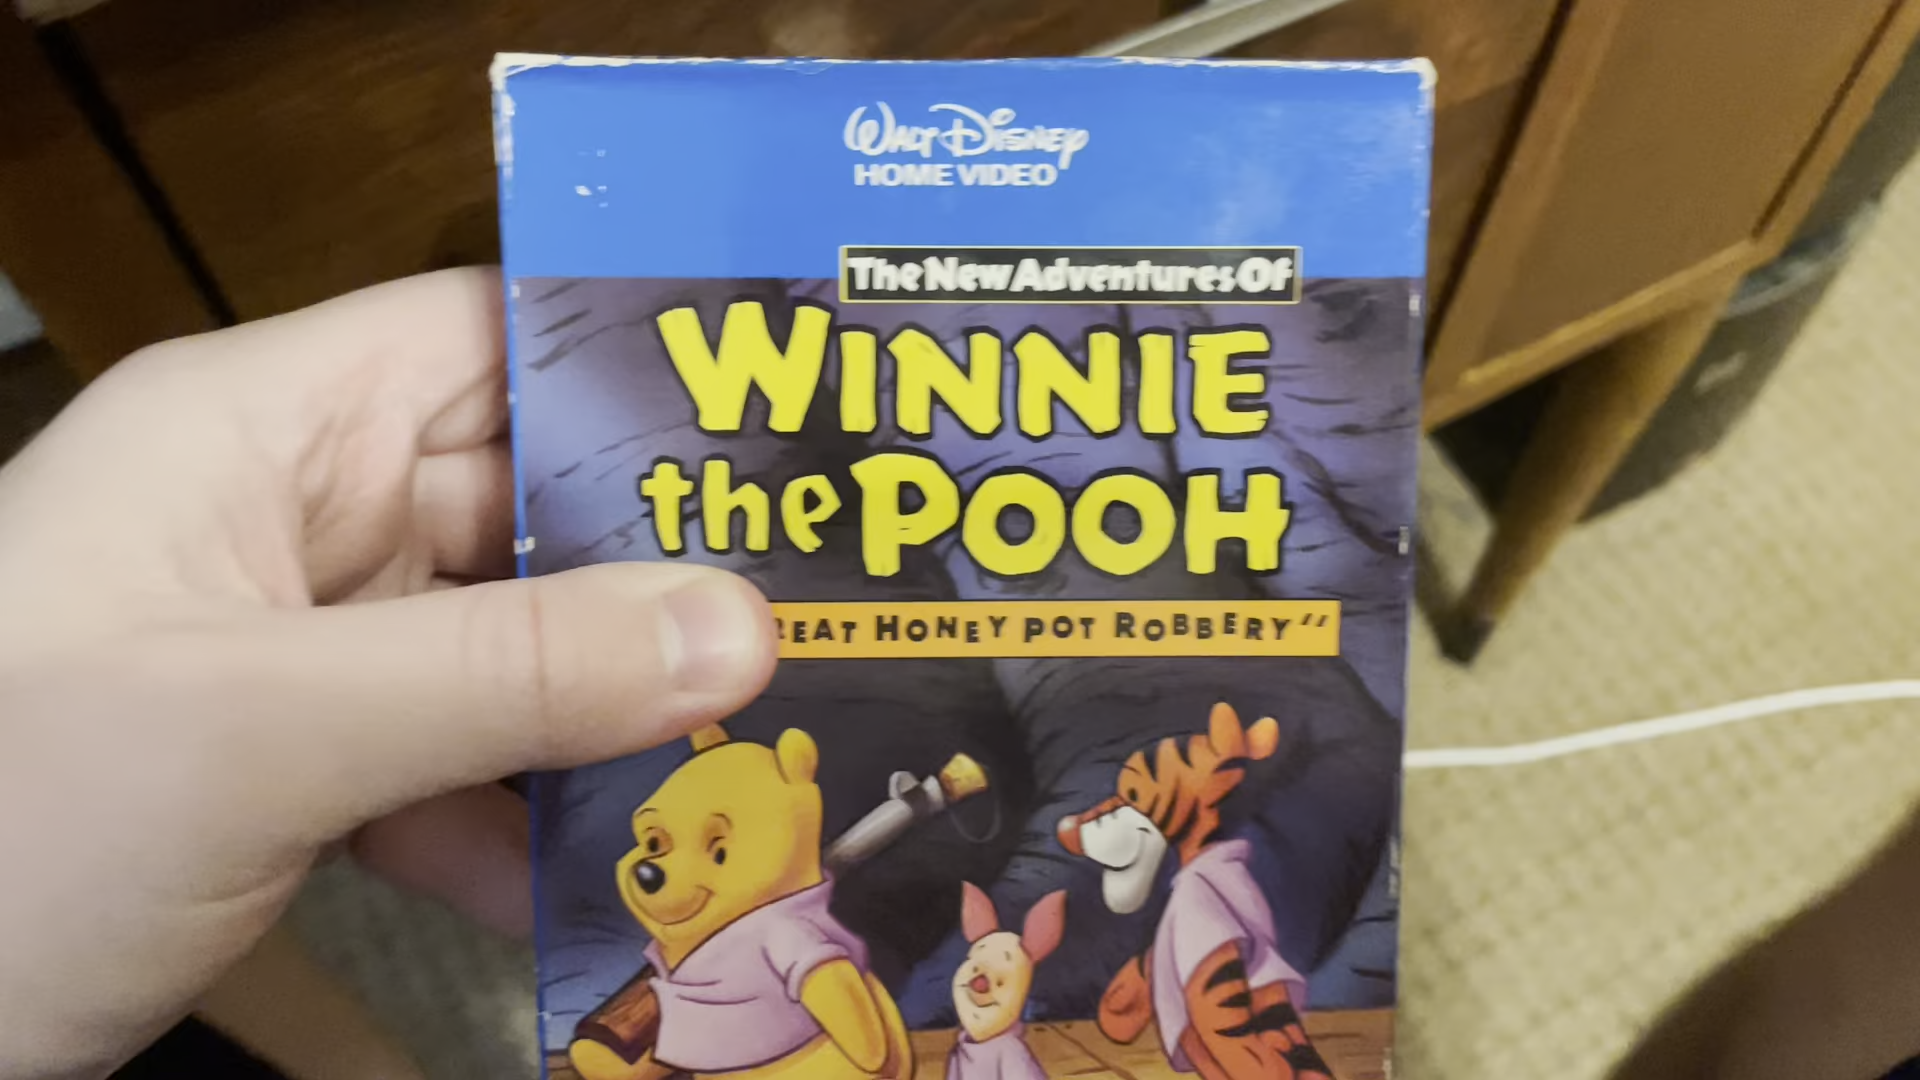 Walt Disney
HOME VIDEO
The New Adventures Of
WINNIE
the POOH
REAT HONEY POT ROBBERY"